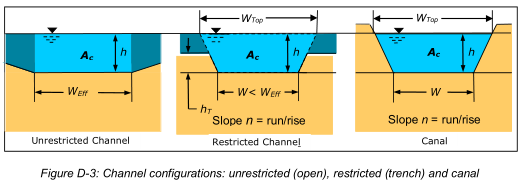 W_Top
W_Top
A_c
h
A_c
h
A_c
h
W_Eff
W < W_Eff
W
h_T
Slope n = run/rise
Slope n = run/rise
Unrestricted Channel
Restricted Channel
Canal
Figure D-3: Channel configurations: unrestricted (open), restricted (trench) and canal